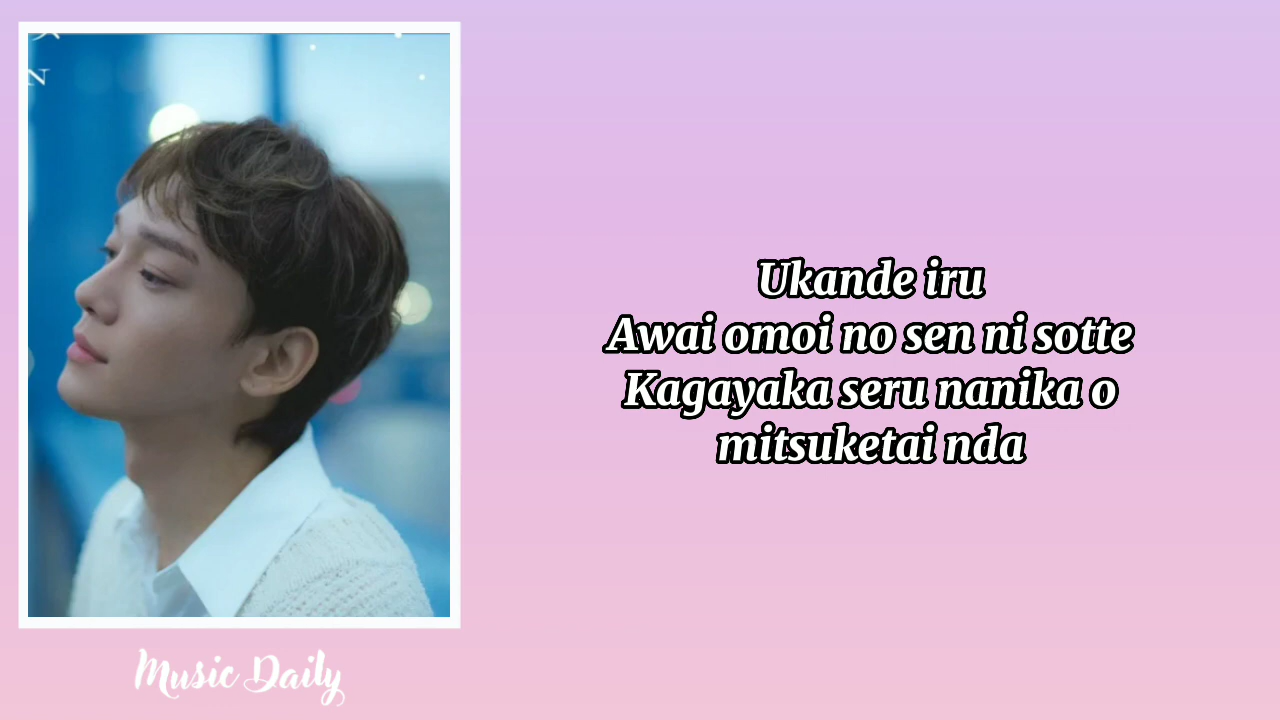 N
Ukande iru
Awai omoi no sen ni sotte
Kagayaka seru nanika o
mitsuketai nda
Music Daily